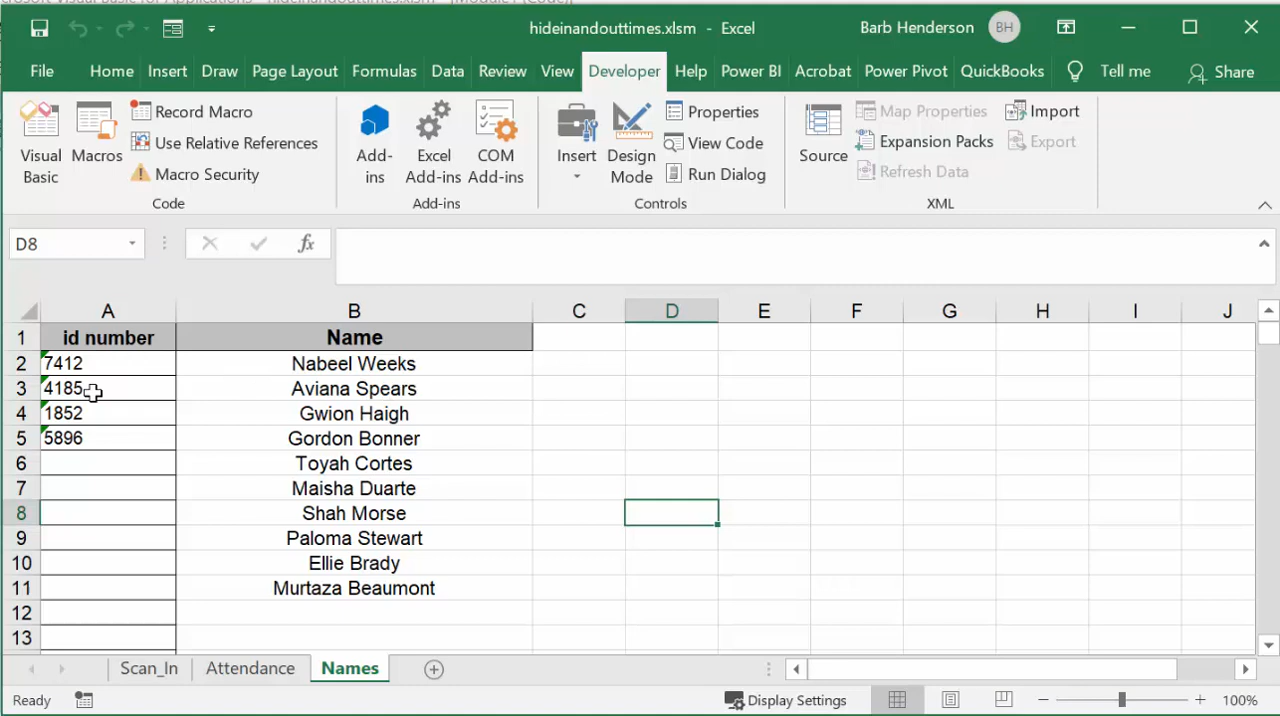 hideinandouttimes.xlsm - Excel
Barb Henderson BH
File Home Insert Draw Page Layout Formulas Data Review View Developer Help Power BI Acrobat Power Pivot QuickBooks Tell me Share
Visual Basic
Macros
Record Macro
Use Relative References
Macro Security
Code
Add-ins
Excel Add-ins
COM Add-ins
Add-ins
Insert
Design Mode
Properties
View Code
Run Dialog
Controls
Source
Map Properties
Expansion Packs
Refresh Data
Import
Export
XML
D8 fx
A B C D E F G H I J
1 id number Name
2 7412 Nabeel Weeks
3 4185 Aviana Spears
4 1852 Gwion Haigh
5 5896 Gordon Bonner
6 Toyah Cortes
7 Maisha Duarte
8 Shah Morse
9 Paloma Stewart
10 Ellie Brady
11 Murtaza Beaumont
12
13
Scan_In Attendance Names
Ready Display Settings 100%